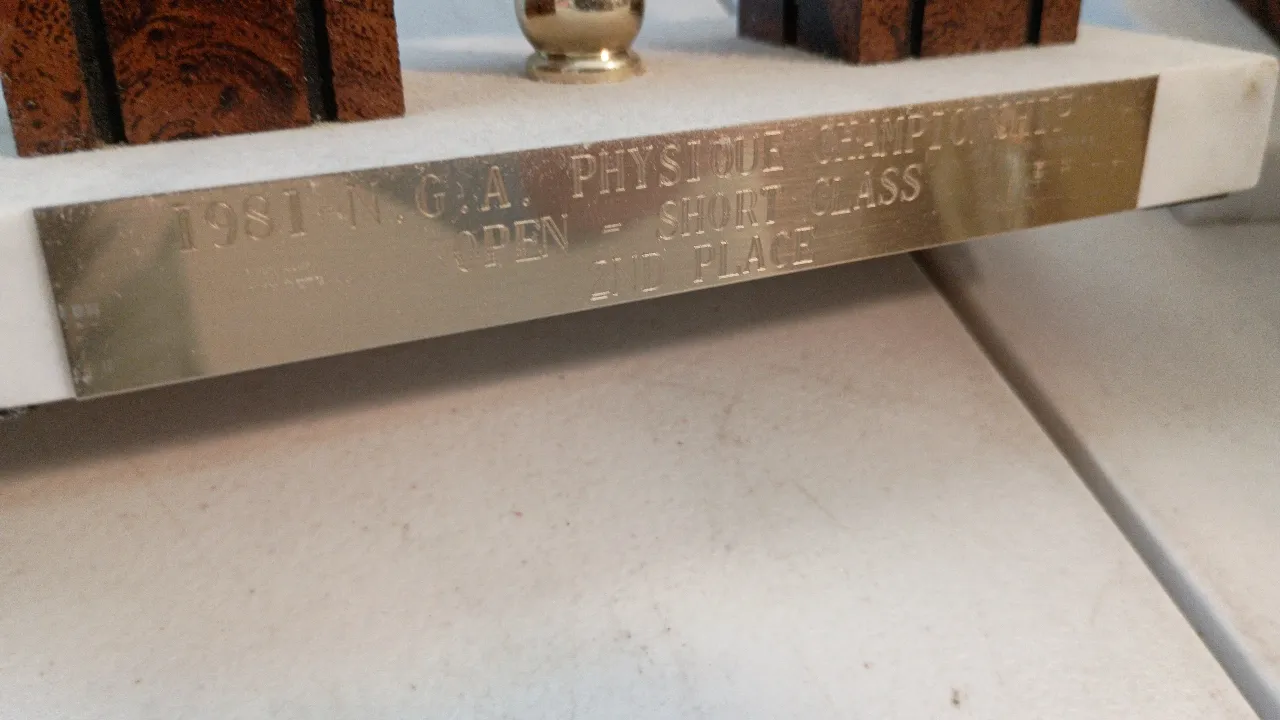 1981 N.G.A. PHYSIQUE CHAMPIONSHIP
OPEN - SHORT CLASS
2ND PLACE